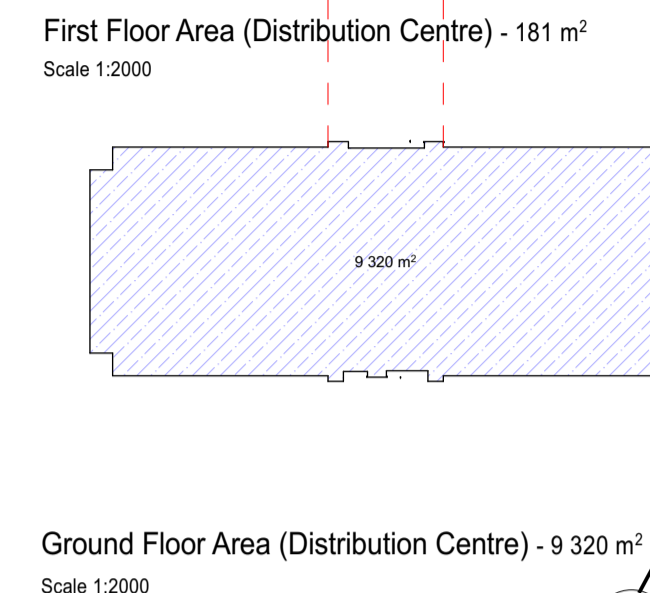 First Floor Area (Distribution Centre) - 181 m²
Scale 1:2000
9 320 m²
Ground Floor Area (Distribution Centre) - 9 320 m²
Scale 1:2000